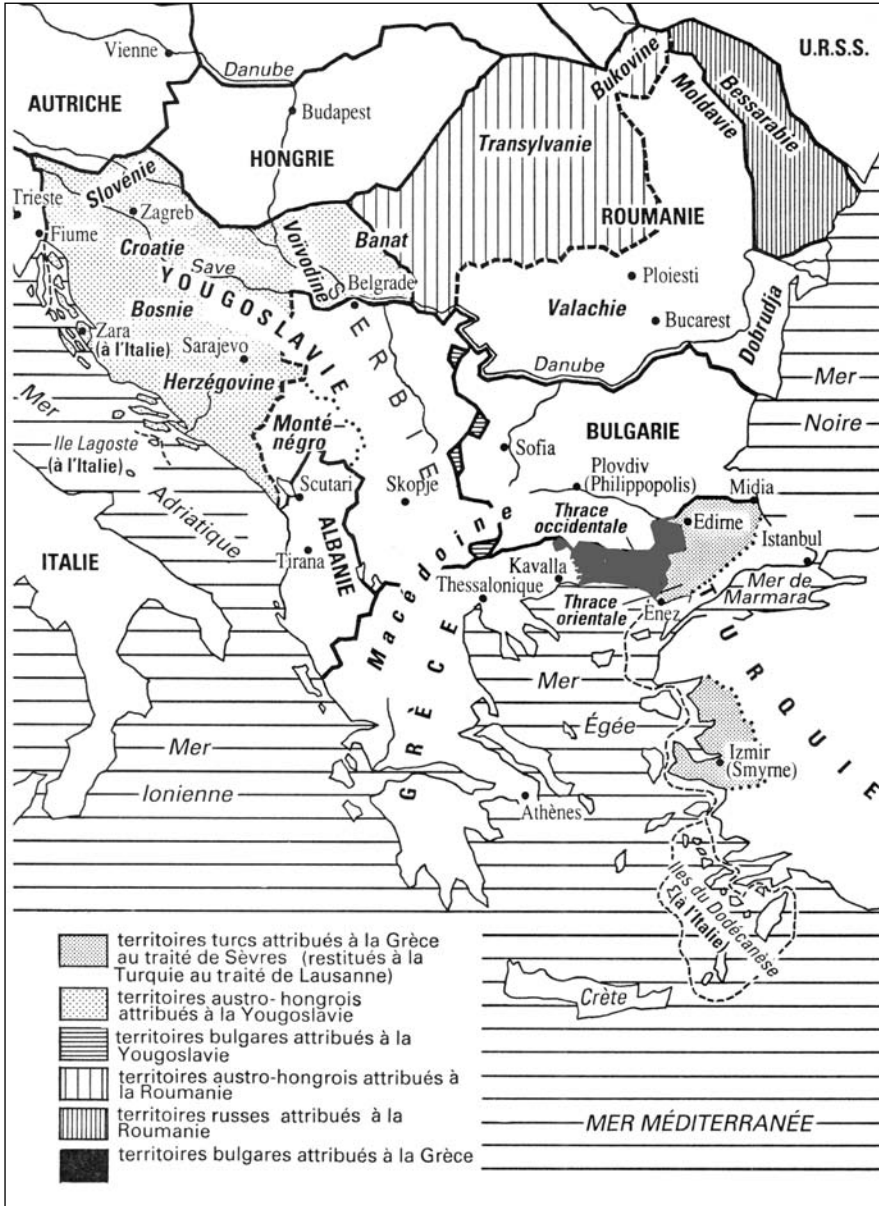 Vienne
Danube
U.R.S.S.
AUTRICHE
Budapest
Bukovine
Moldavie
Bessarabie
HONGRIE
Transylvanie
Slovénie
Trieste
Zagreb
Fiume
Croatie
Voïvodine
Banat
ROUMANIE
YOUGOSLAVIE
Save
Belgrade
Ploiesti
Bosnie
Valachie
Bucarest
Dobrudja
Zara
(à l'Italie)
Sarajevo
SERBIE
Danube
Mer
Noire
Herzégovine
Mer
Adriatique
Ile Lagoste
(à l'Italie)
Monté-
négro
BULGARIE
Sofia
Plovdiv
(Philippopolis)
Midia
Scutari
Skopje
Thrace
occidentale
Edirne
Istanbul
ITALIE
ALBANIE
Tirana
Macédoine
Kavalla
Thessalonique
Mer de
Marmara
Thrace
orientale
Énez
TURQUIE
GRÈCE
Mer
Égée
Mer
Ionienne
Izmir
(Smyrne)
Athènes
Iles du Dodécanèse
(à l'Italie)
Crète
MER MÉDITERRANÉE
territoires turcs attribués à la Grèce
au traité de Sèvres (restitués à la
Turquie au traité de Lausanne)
territoires austro-hongrois
attribués à la Yougoslavie
territoires bulgares attribués à la
Yougoslavie
territoires austro-hongrois attribués à
la Roumanie
territoires russes attribués à la
Roumanie
territoires bulgares attribués à la Grèce